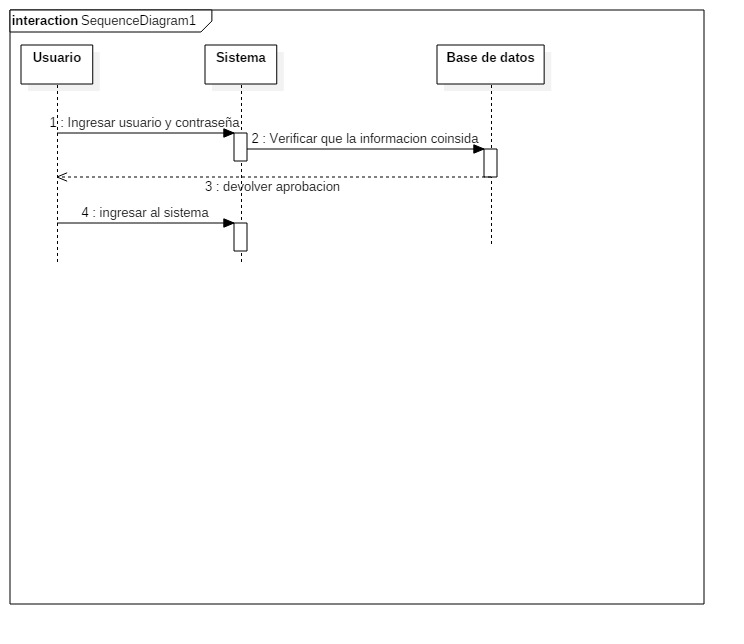 interaction SequenceDiagram1
Usuario
Sistema
Base de datos
1 : Ingresar usuario y contraseña
2 : Verificar que la informacion coinsida
3 : devolver aprobacion
4 : ingresar al sistema